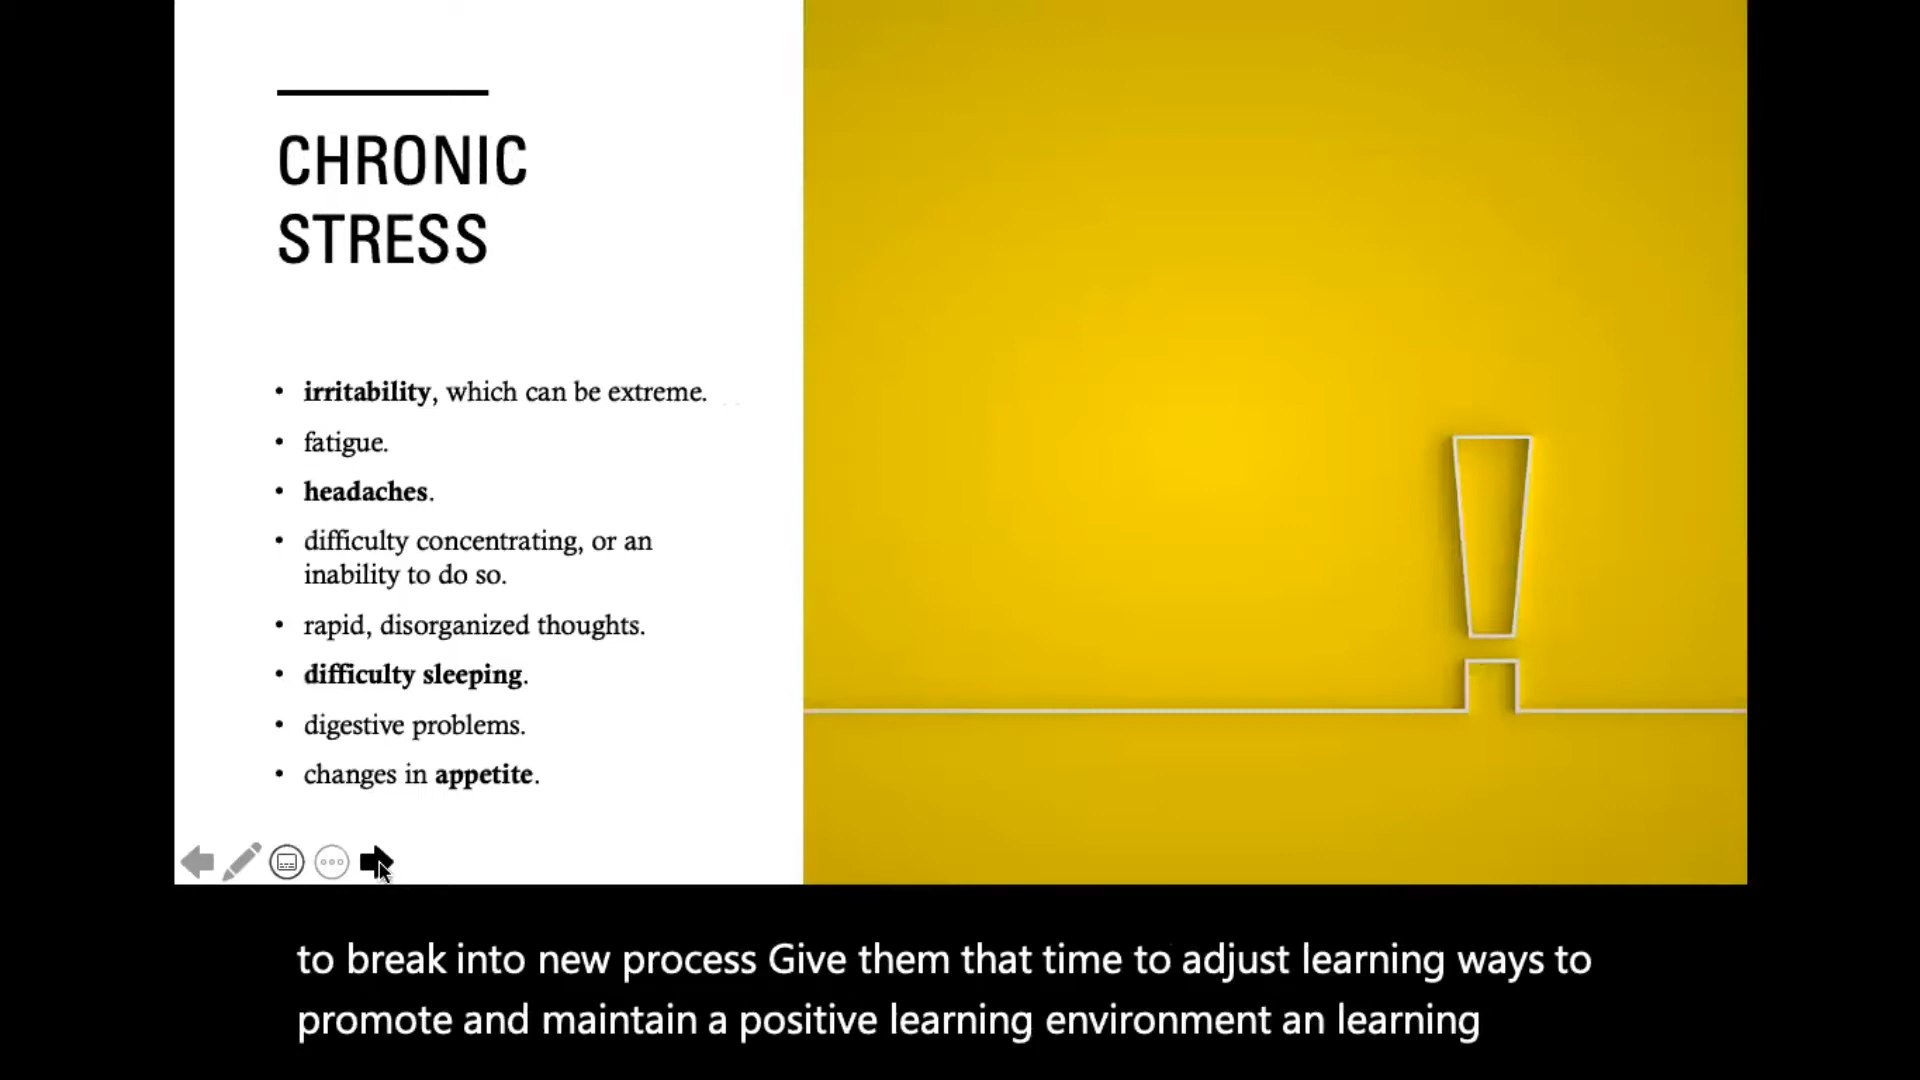 CHRONIC
STRESS
• irritability, which can be extreme.
• fatigue.
• headaches.
• difficulty concentrating, or an
inability to do so.
• rapid, disorganized thoughts.
• difficulty sleeping.
• digestive problems.
• changes in appetite.
to break into new process Give them that time to adjust learning ways to
promote and maintain a positive learning environment an learning